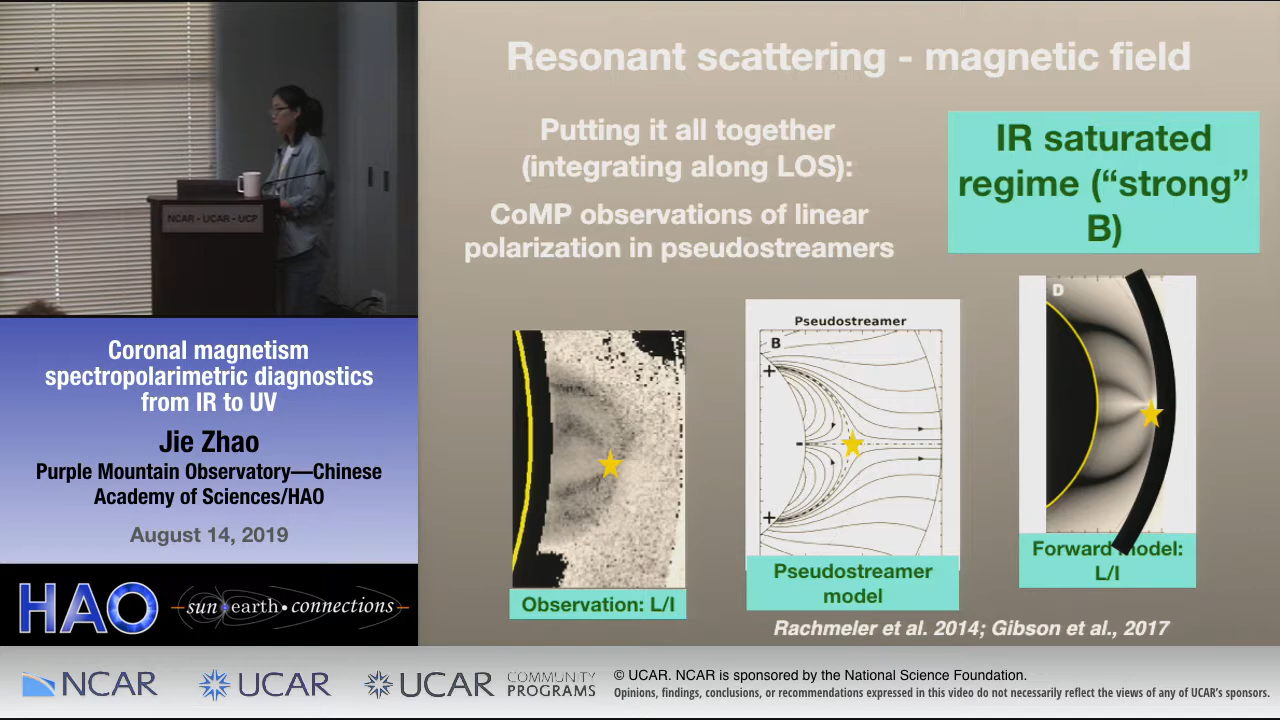 Resonant scattering - magnetic field
Putting it all together
(integrating along LOS):
CoMP observations of linear
polarization in pseudostreamers
IR saturated
regime (“strong”
B)
NCAR - UCAR - UCP
Pseudostreamer
B
+
-
+
D
Observation: L/I
Pseudostreamer
model
Forward model:
L/I
Rachmeler et al. 2014; Gibson et al., 2017
Coronal magnetism
spectropolarimetric diagnostics
from IR to UV
Jie Zhao
Purple Mountain Observatory—Chinese
Academy of Sciences/HAO
August 14, 2019
HAO
sun•earth•connections
NCAR
UCAR
UCAR
COMMUNITY
PROGRAMS
© UCAR. NCAR is sponsored by the National Science Foundation.
Opinions, findings, conclusions, or recommendations expressed in this video do not necessarily reflect the views of any of UCAR’s sponsors.